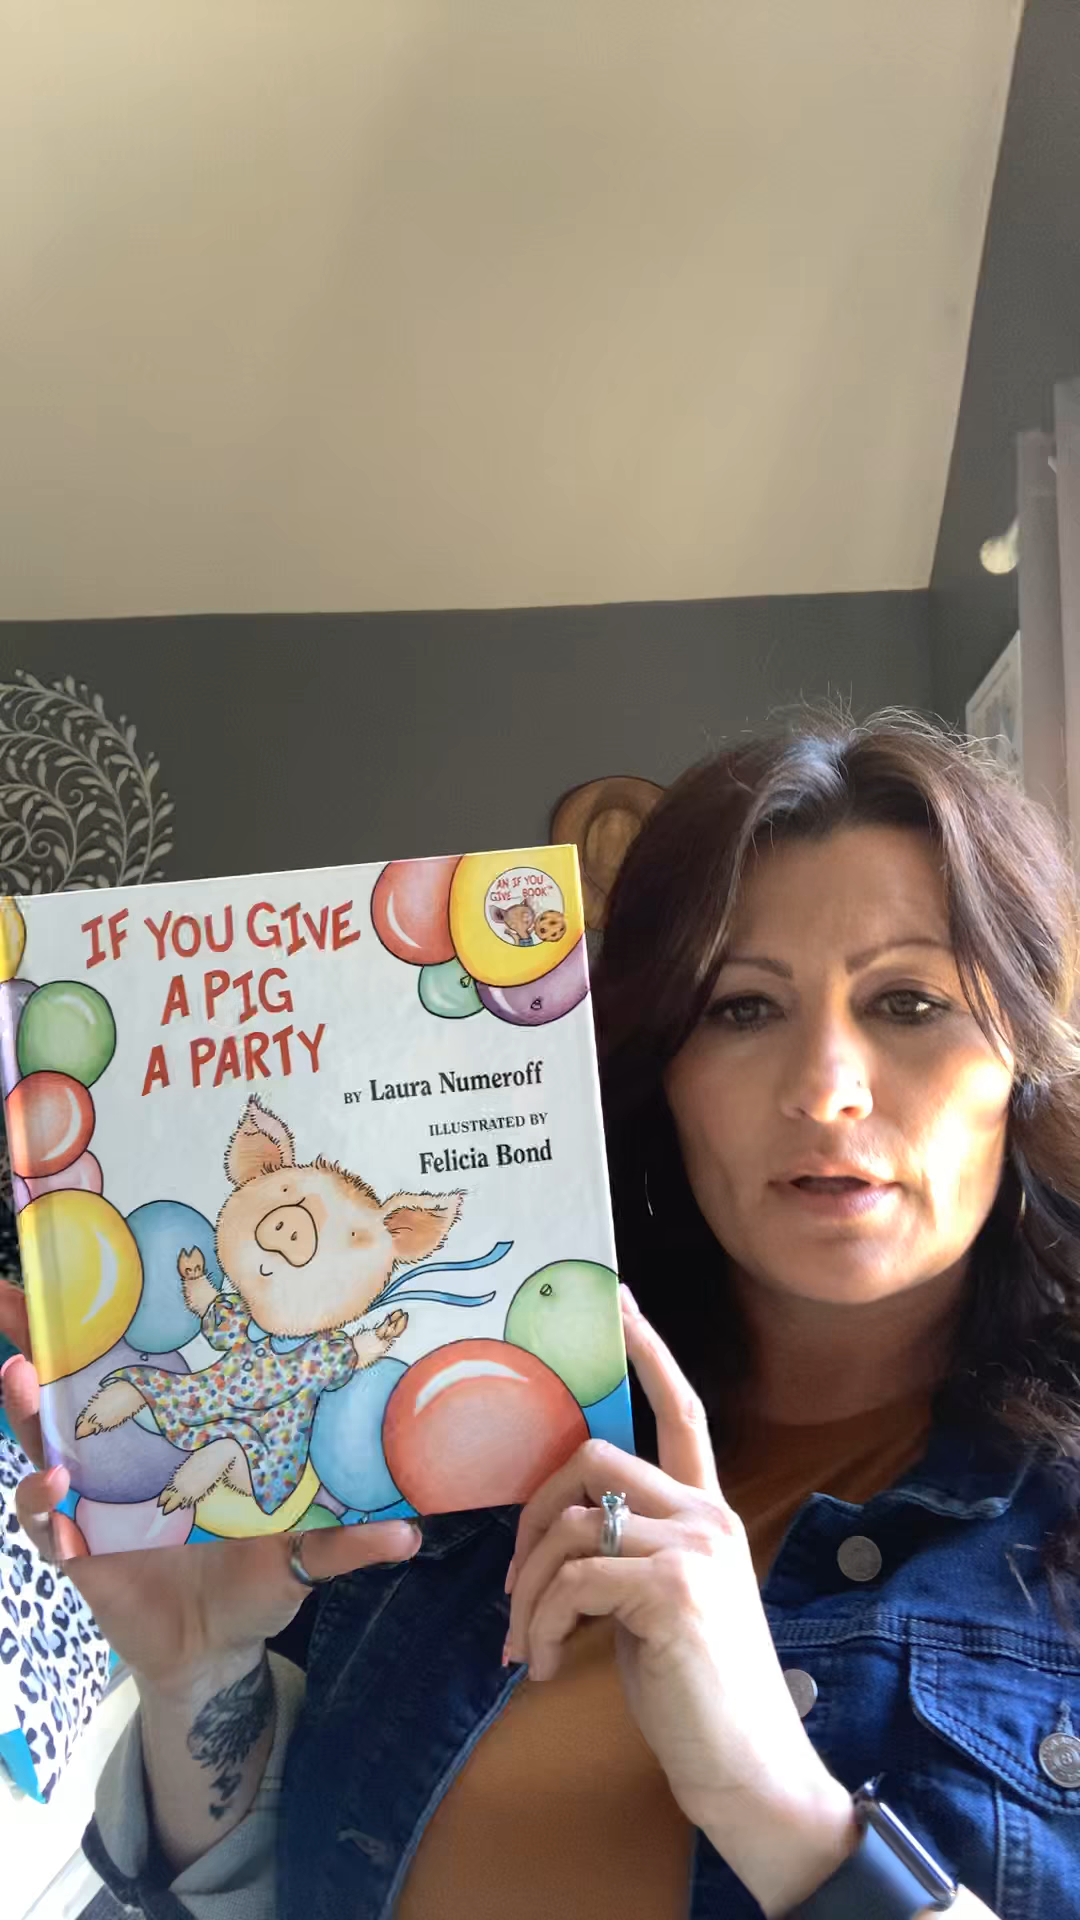 IF YOU GIVE
A PIG
A PARTY
AN IF YOU
GIVE... BOOK™
BY Laura Numeroff
ILLUSTRATED BY
Felicia Bond